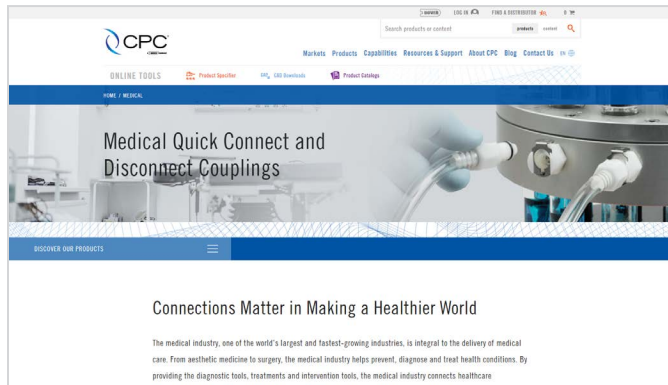 LOG IN
FIND A DISTRIBUTOR
0
Search products or content
products
content
CPC
Markets Products Capabilities Resources & Support About CPC Blog Contact Us EN
ONLINE TOOLS
Product Specifier
CAD Downloads
Product Catalogs
HOME / MEDICAL
Medical Quick Connect and
Disconnect Couplings
DISCOVER OUR PRODUCTS
Connections Matter in Making a Healthier World
The medical industry, one of the world's largest and fastest-growing industries, is integral to the delivery of medical
care. From aesthetic medicine to surgery, the medical industry helps prevent, diagnose and treat health conditions. By
providing the diagnostic tools, treatments and intervention tools, the medical industry connects healthcare